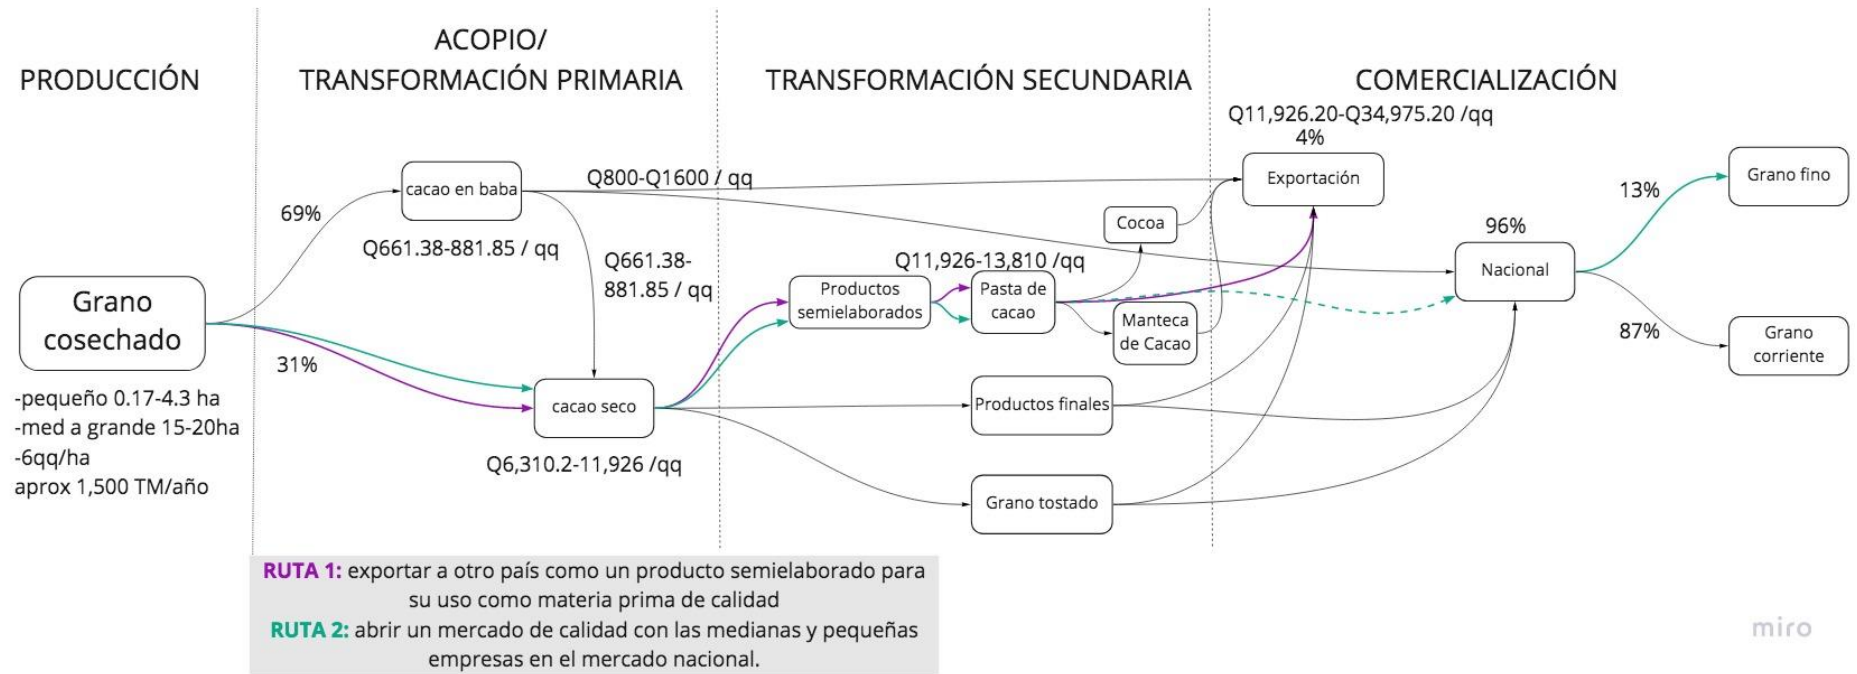 PRODUCCIÓN
ACOPIO/
TRANSFORMACIÓN PRIMARIA
TRANSFORMACIÓN SECUNDARIA
COMERCIALIZACIÓN
Grano
cosechado
-pequeño 0.17-4.3 ha
-med a grande 15-20ha
-6qq/ha
aprox 1,500 TM/año
69%
31%
cacao en baba
Q661.38-881.85 / qq
Q800-Q1600 / qq
Q661.38-
881.85 / qq
cacao seco
Q6,310.2-11,926 /qq
Productos
semielaborados
Q11,926-13,810 /qq
Pasta de
cacao
Cocoa
Manteca
de Cacao
Productos finales
Grano tostado
Q11,926.20-Q34,975.20 /qq
4%
Exportación
96%
Nacional
13%
Grano fino
87%
Grano
corriente
RUTA 1: exportar a otro país como un producto semielaborado para
su uso como materia prima de calidad
RUTA 2: abrir un mercado de calidad con las medianas y pequeñas
empresas en el mercado nacional.
miro